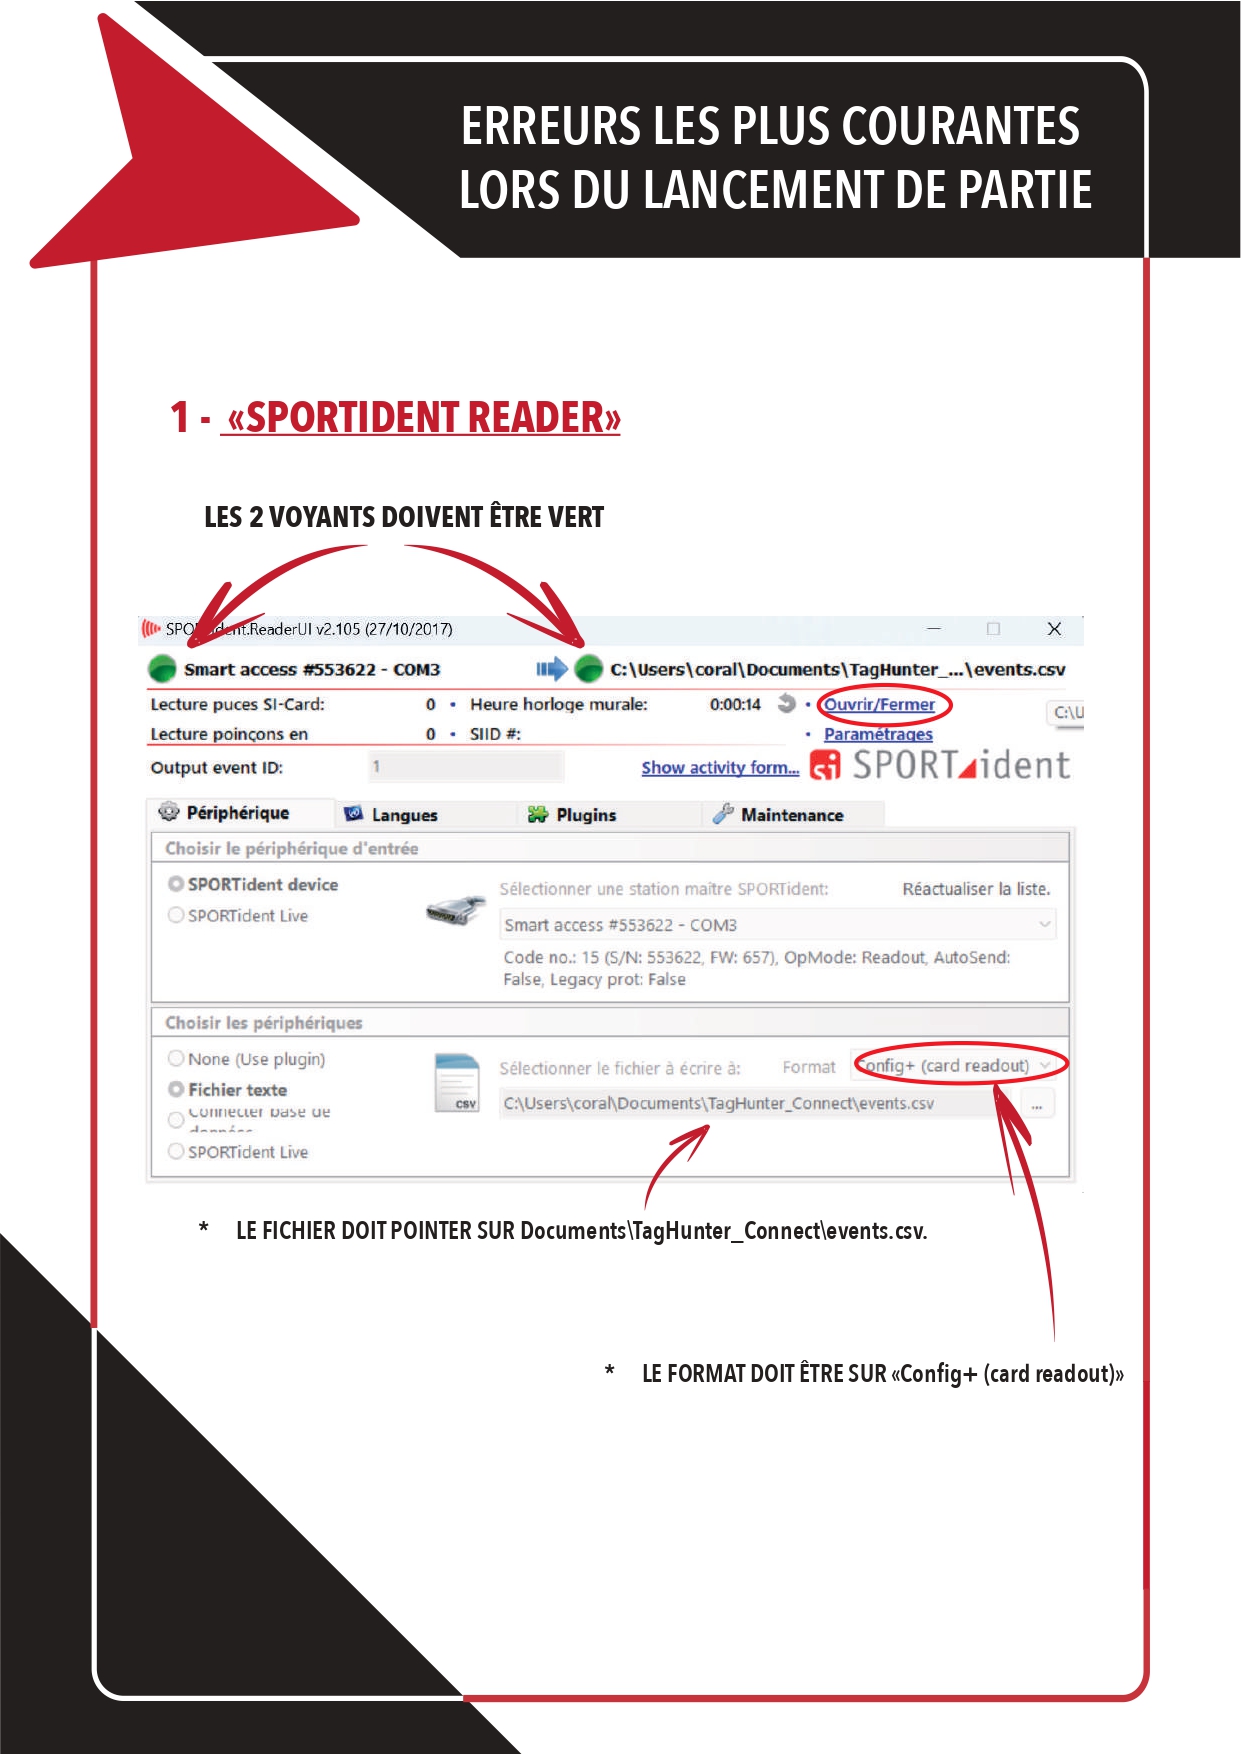 ERREURS LES PLUS COURANTES
LORS DU LANCEMENT DE PARTIE
1 - «SPORTIDENT READER»
LES 2 VOYANTS DOIVENT ÊTRE VERT
SPORTident.ReaderUI v2.105 (27/10/2017)
Smart access #553622 - COM3
C:\Users\coral\Documents\TagHunter_...\events.csv
Lecture puces SI-Card: 0 • Heure horloge murale: 0:00:14 • Ouvrir/Fermer
C:\U
Lecture poinçons en 0 • SIID #: • Paramétrages
Output event ID: 1 Show activity form... SPORTident
Périphérique Langues Plugins Maintenance
Choisir le périphérique d'entrée
SPORTident device
Sélectionner une station maître SPORTident: Réactualiser la liste.
SPORTident Live
Smart access #553622 - COM3
Code no.: 15 (S/N: 553622, FW: 657), OpMode: Readout, AutoSend:
False, Legacy prot: False
Choisir les périphériques
None (Use plugin)
Sélectionner le fichier à écrire à: Format Config+ (card readout)
Fichier texte
CSV
C:\Users\coral\Documents\TagHunter_Connect\events.csv ...
Connecter base de
données
SPORTident Live
* LE FICHIER DOIT POINTER SUR Documents\TagHunter_Connect\events.csv.
* LE FORMAT DOIT ÊTRE SUR «Config+ (card readout)»